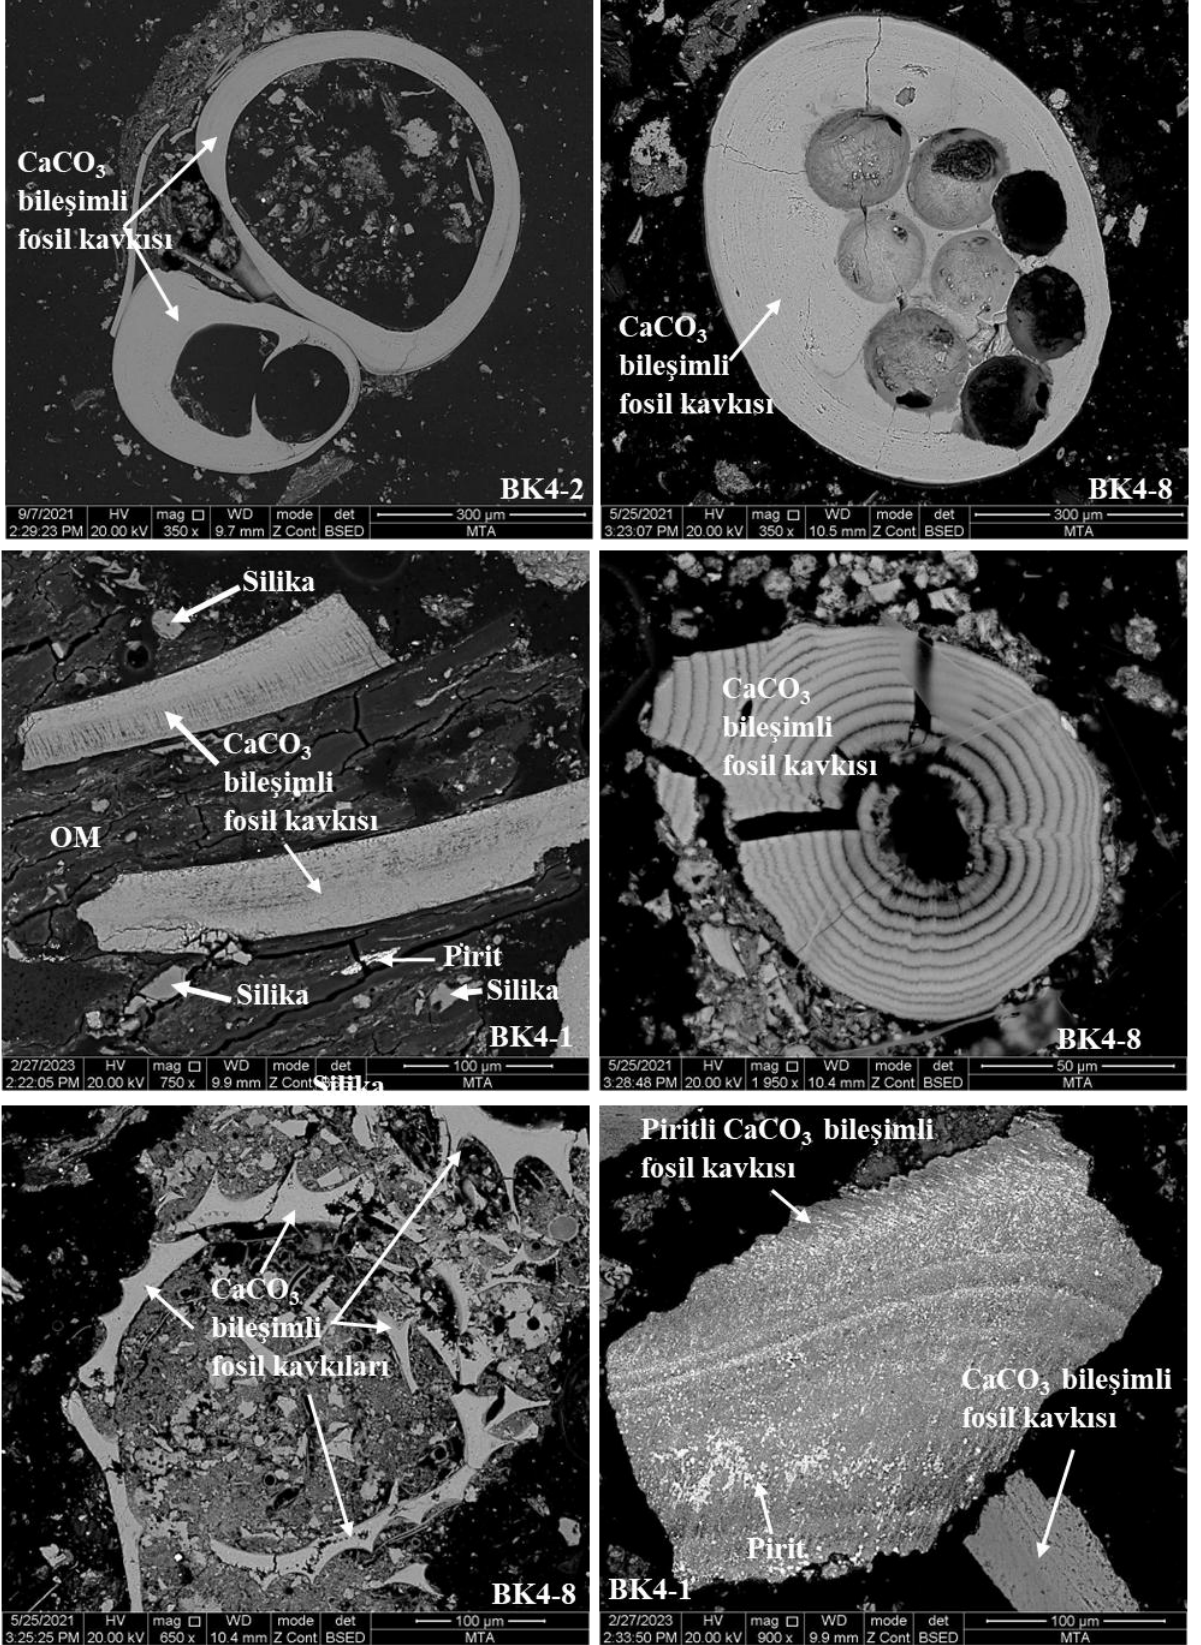 CaCO3
bileşimli
fosil kavkısı
BK4-2
9/7/2021 HV mag □ WD mode det 300 µm
2:29:23 PM 20.00 kV 350 x 9.7 mm Z Cont BSED MTA
CaCO3
bileşimli
fosil kavkısı
BK4-8
5/25/2021 HV mag □ WD mode det 300 µm
3:23:07 PM 20.00 kV 350 x 10.5 mm Z Cont BSED MTA
Silika
CaCO3
bileşimli
fosil kavkısı
OM
Pirit
Silika
Silika
BK4-1
2/27/2023 HV mag □ WD mode det 100 µm
2:22:05 PM 20.00 kV 750 x 9.9 mm Z Cont MTA
Silika
CaCO3
bileşimli
fosil kavkısı
BK4-8
5/25/2021 HV mag □ WD mode det 50 µm
3:28:48 PM 20.00 kV 1 950 x 10.4 mm Z Cont BSED MTA
CaCO3
bileşimli
fosil kavkıları
BK4-8
5/25/2021 HV mag □ WD mode det 100 µm
3:25:25 PM 20.00 kV 650 x 10.4 mm Z Cont BSED MTA
Piritli CaCO3 bileşimli
fosil kavkısı
CaCO3 bileşimli
fosil kavkısı
Pirit
BK4-1
2/27/2023 HV mag □ WD mode det 100 µm
2:33:50 PM 20.00 kV 900 x 9.9 mm Z Cont BSED MTA